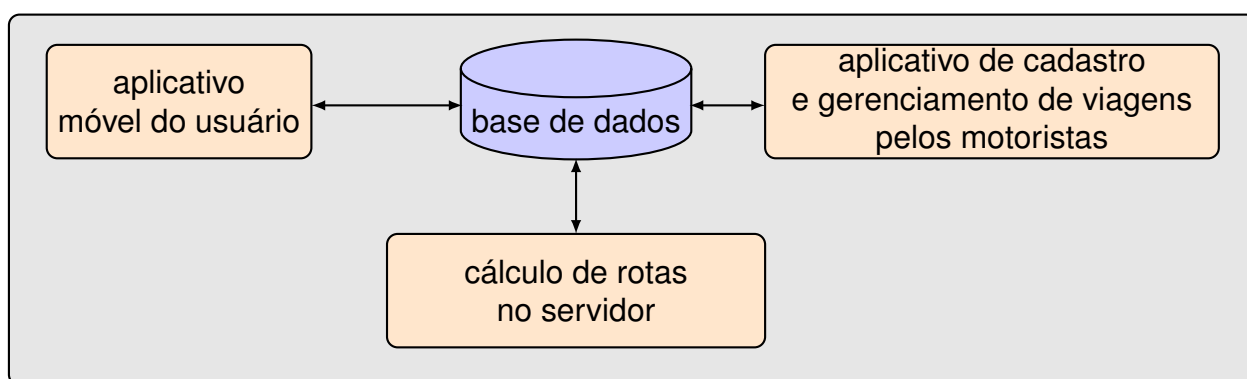 aplicativo
móvel do usuário
base de dados
aplicativo de cadastro
e gerenciamento de viagens
pelos motoristas
cálculo de rotas
no servidor